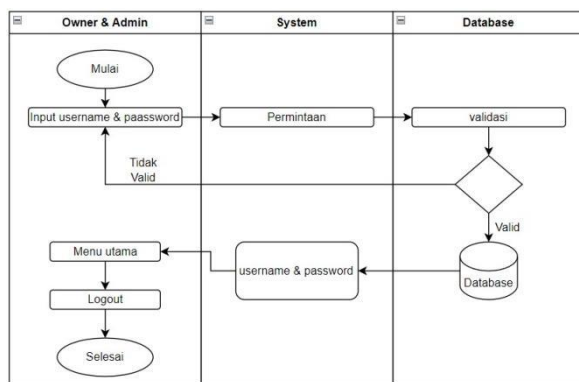 Owner & Admin
System
Database
Mulai
Input username & paassword
Permintaan
validasi
Tidak
Valid
Valid
Menu utama
username & password
Database
Logout
Selesai